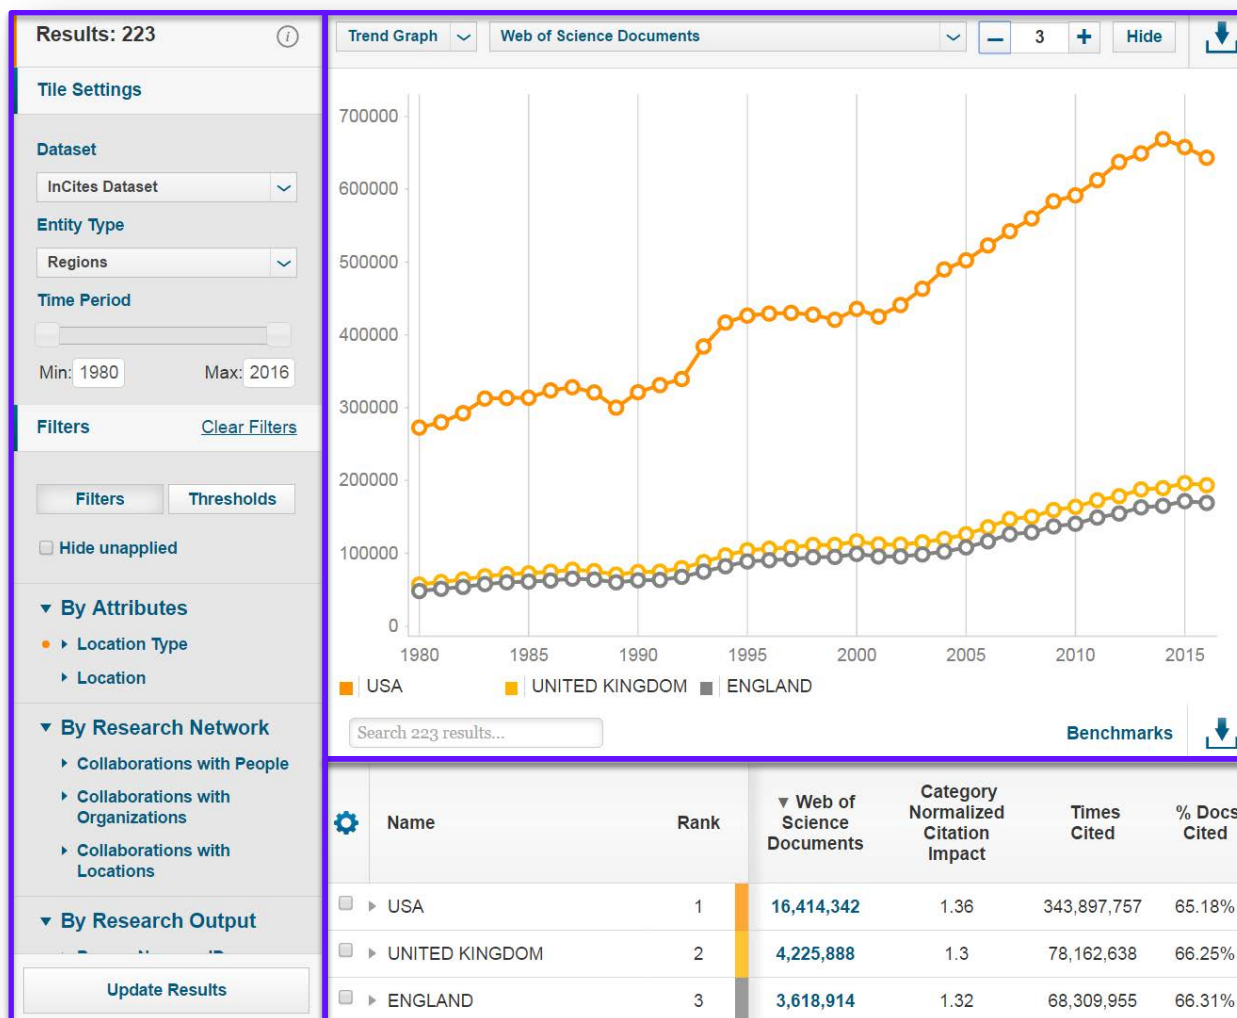 Results: 223
Tile Settings
Dataset
InCites Dataset
Entity Type
Regions
Time Period
Min: 1980 Max: 2016
Filters Clear Filters
Filters Thresholds
Hide unapplied
By Attributes
Location Type
Location
By Research Network
Collaborations with People
Collaborations with
Organizations
Collaborations with
Locations
By Research Output
Update Results
Trend Graph Web of Science Documents 3 Hide
700000
600000
500000
400000
300000
200000
100000
0
1980 1985 1990 1995 2000 2005 2010 2015
USA UNITED KINGDOM ENGLAND
Search 223 results... Benchmarks
Name Rank Web of Science Documents Category Normalized Citation Impact Times Cited % Docs Cited
USA 1 16,414,342 1.36 343,897,757 65.18%
UNITED KINGDOM 2 4,225,888 1.3 78,162,638 66.25%
ENGLAND 3 3,618,914 1.32 68,309,955 66.31%